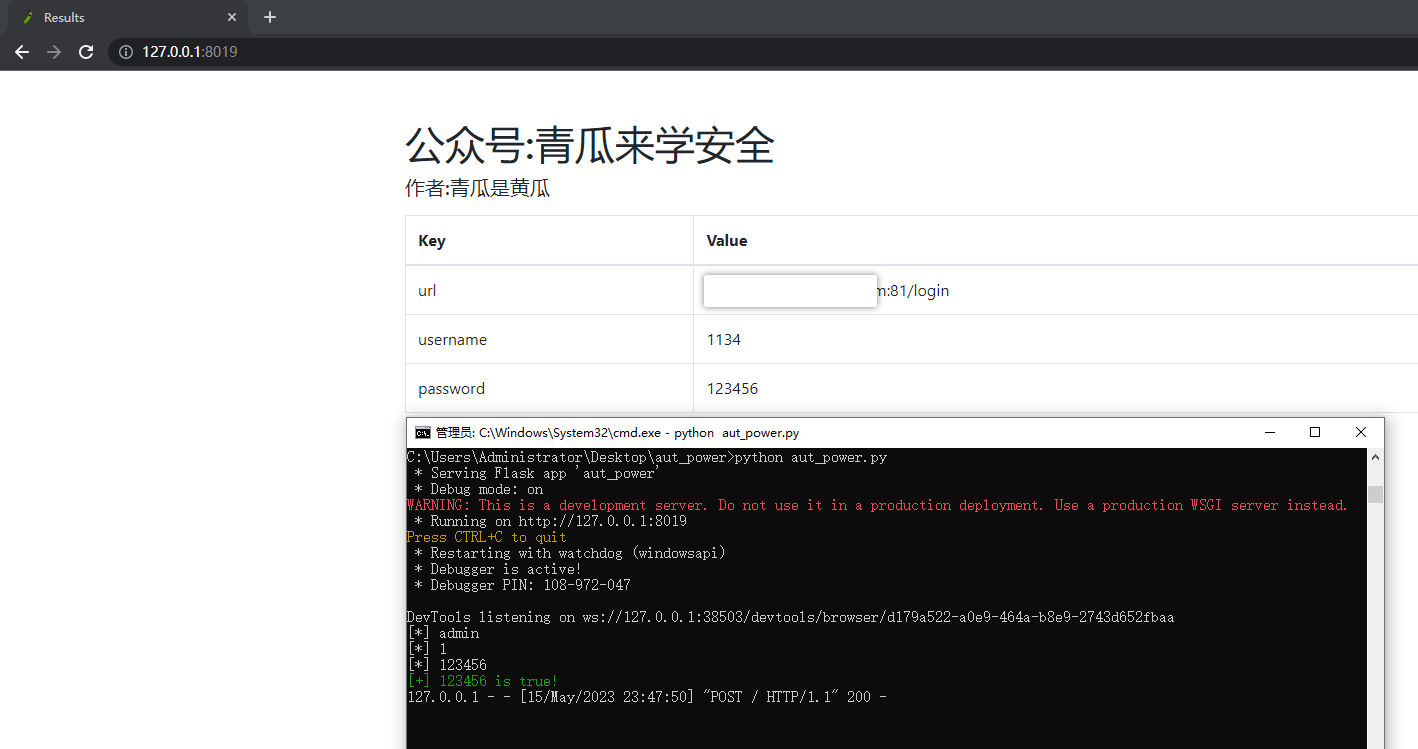 Results
127.0.0.1:8019
公众号:青瓜来学安全
作者:青瓜是黄瓜
Key Value
url m:81/login
username 1134
password 123456
管理员: C:\Windows\System32\cmd.exe - python  aut_power.py
C:\Users\Administrator\Desktop\aut_power>python aut_power.py
 * Serving Flask app 'aut_power'
 * Debug mode: on
WARNING: This is a development server. Do not use it in a production deployment. Use a production WSGI server instead.
 * Running on http://127.0.0.1:8019
Press CTRL+C to quit
 * Restarting with watchdog (windowsapi)
 * Debugger is active!
 * Debugger PIN: 108-972-047
DevTools listening on ws://127.0.0.1:38503/devtools/browser/d179a522-a0e9-464a-b8e9-2743d652fbaa
[*] admin
[*] 1
[*] 123456
[+] 123456 is true!
127.0.0.1 - - [15/May/2023 23:47:50] "POST / HTTP/1.1" 200 -